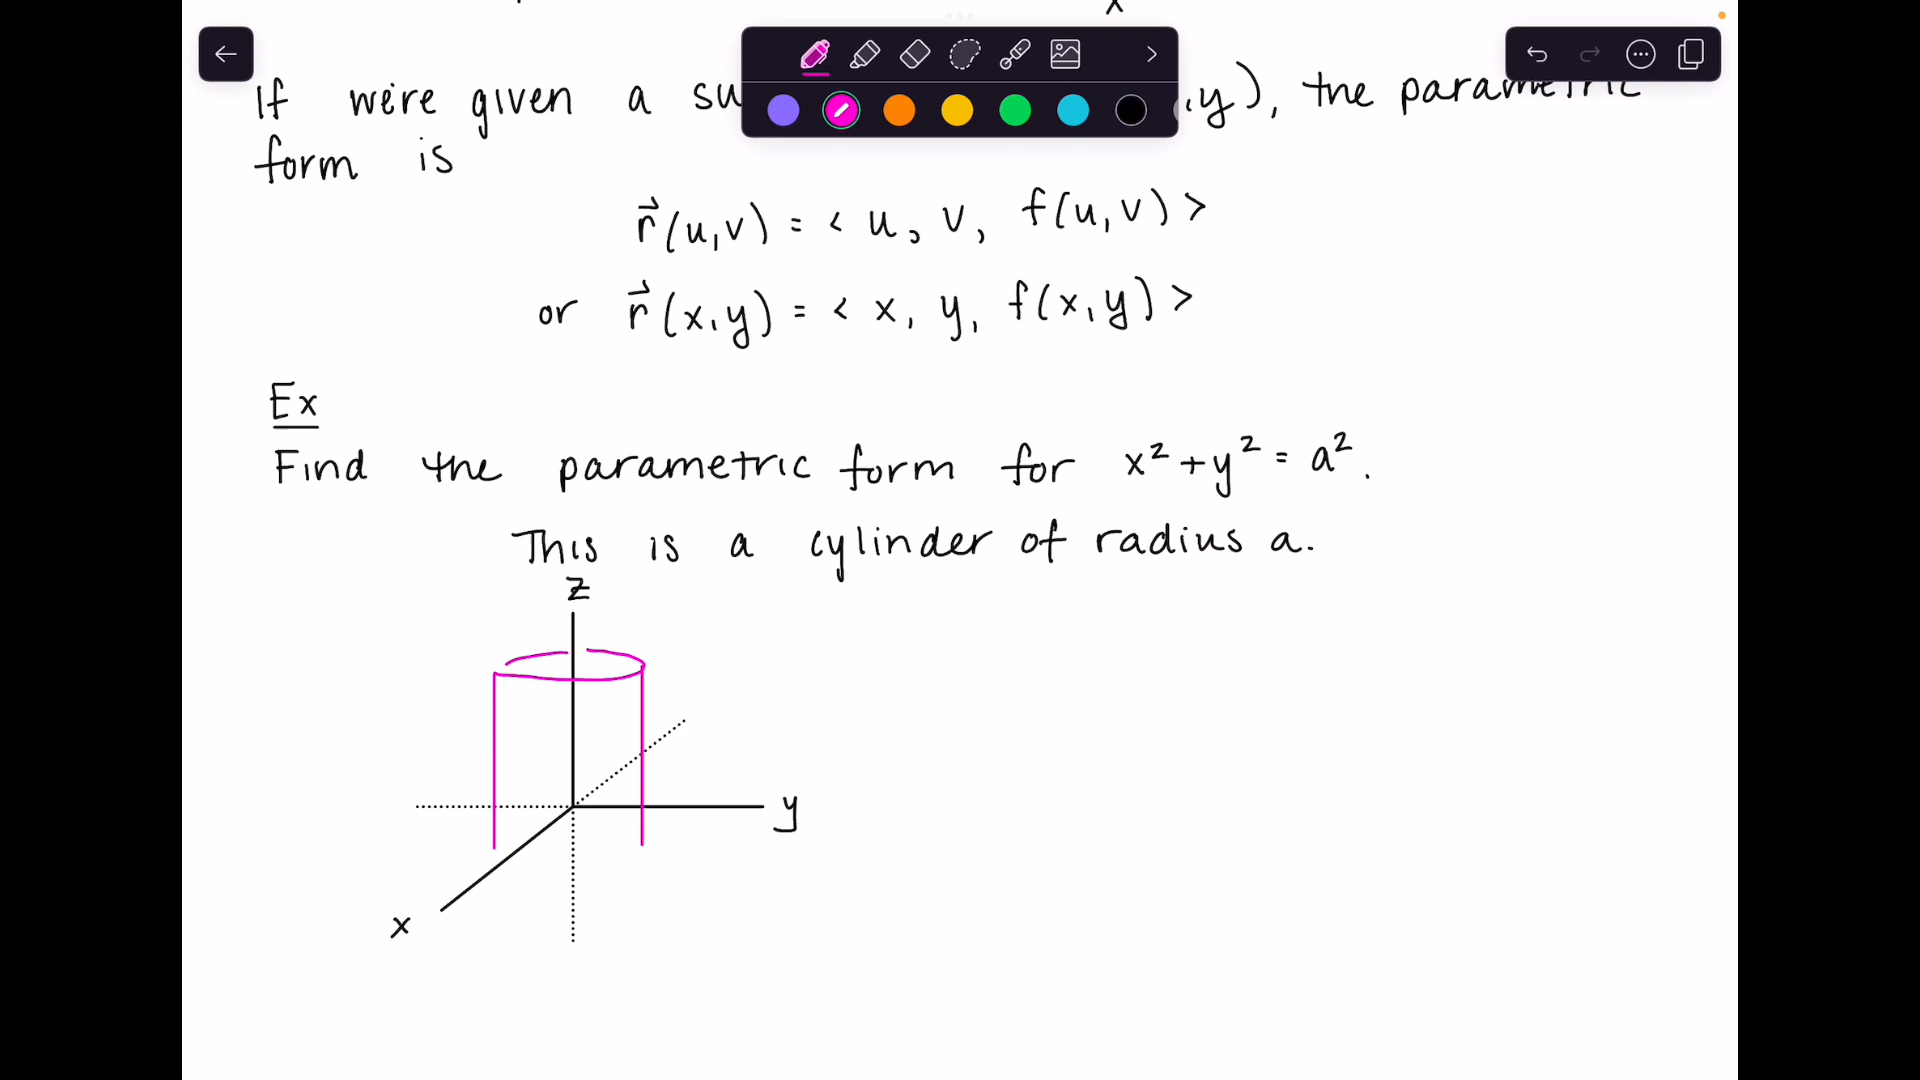 x
If we're given a su ,y), the parametric
form is
r⃗(u,v) = < u, v, f(u,v) >
or r⃗(x,y) = < x, y, f(x,y) >
Ex
Find the parametric form for x² + y² = a².
This is a cylinder of radius a.
z
y
x